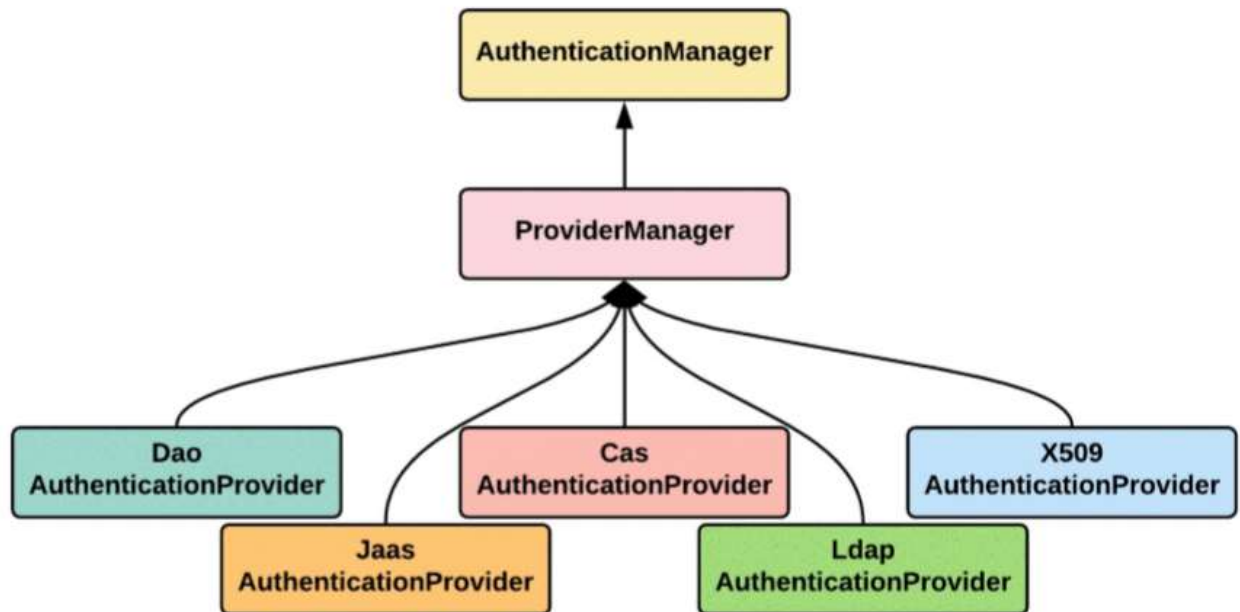 AuthenticationManager
ProviderManager
Dao
AuthenticationProvider
Cas
AuthenticationProvider
X509
AuthenticationProvider
Jaas
AuthenticationProvider
Ldap
AuthenticationProvider